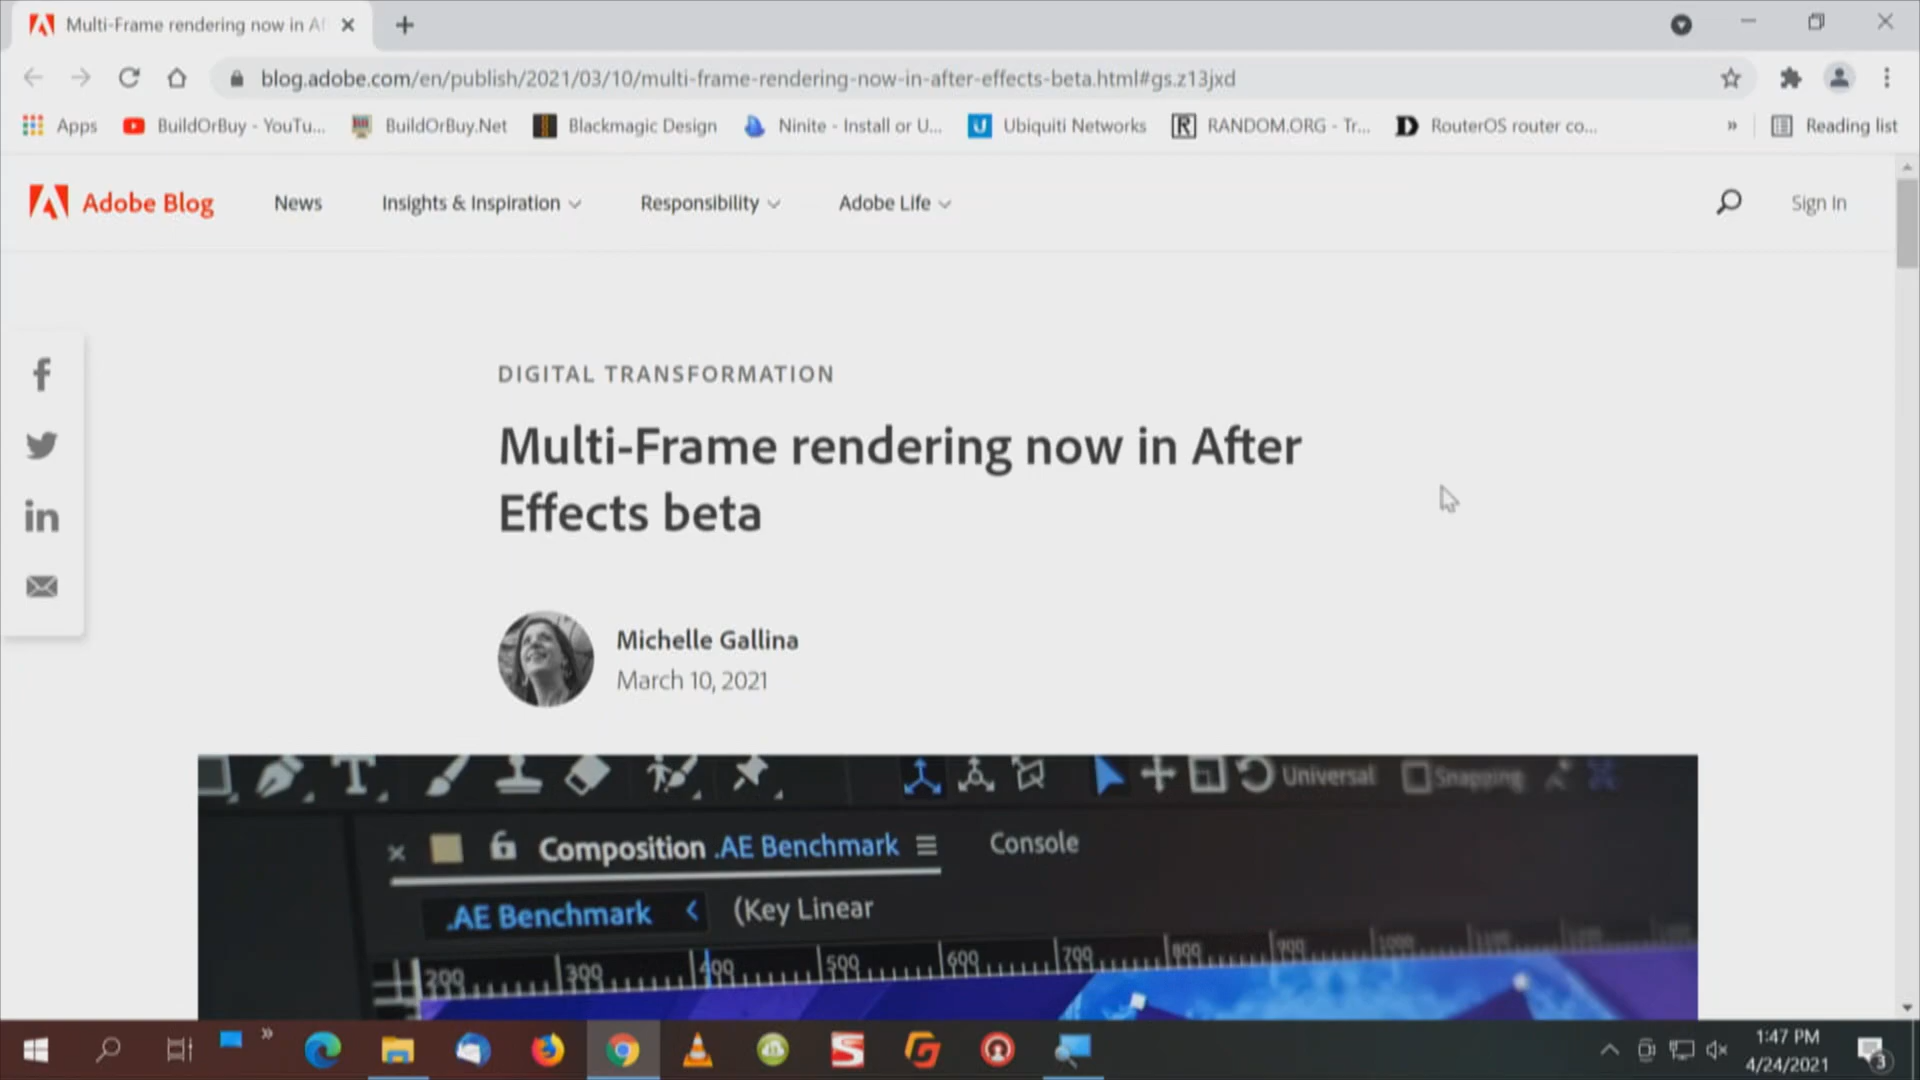 Multi-Frame rendering now in Af
blog.adobe.com/en/publish/2021/03/10/multi-frame-rendering-now-in-after-effects-beta.html#gs.z13jxd
Apps
BuildOrBuy - YouTu...
BuildOrBuy.Net
Blackmagic Design
Ninite - Install or U...
Ubiquiti Networks
RANDOM.ORG - Tr...
RouterOS router co...
»
Reading list
Adobe Blog
News
Insights & Inspiration
Responsibility
Adobe Life
Sign In
DIGITAL TRANSFORMATION
Multi-Frame rendering now in After
Effects beta
Michelle Gallina
March 10, 2021
Universal
Snapping
Composition .AE Benchmark
Console
.AE Benchmark
(Key Linear
200 300 400 500 600 700 800 900 1000
1:47 PM
4/24/2021
3